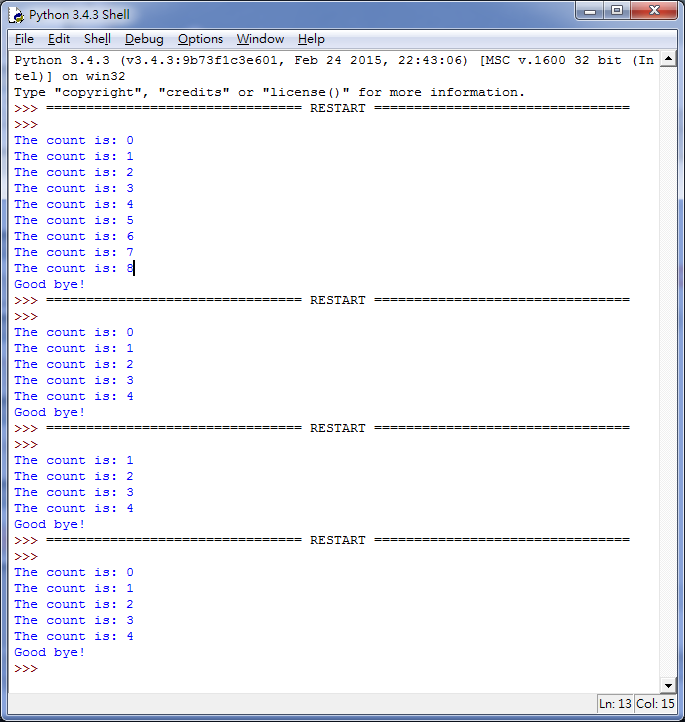 Python 3.4.3 Shell
File Edit Shell Debug Options Window Help
Python 3.4.3 (v3.4.3:9b73f1c3e601, Feb 24 2015, 22:43:06) [MSC v.1600 32 bit (In
tel)] on win32
Type "copyright", "credits" or "license()" for more information.
>>> ================================ RESTART ================================
>>>
The count is: 0
The count is: 1
The count is: 2
The count is: 3
The count is: 4
The count is: 5
The count is: 6
The count is: 7
The count is: 8
Good bye!
>>> ================================ RESTART ================================
>>>
The count is: 0
The count is: 1
The count is: 2
The count is: 3
The count is: 4
Good bye!
>>> ================================ RESTART ================================
>>>
The count is: 1
The count is: 2
The count is: 3
The count is: 4
Good bye!
>>> ================================ RESTART ================================
>>>
The count is: 0
The count is: 1
The count is: 2
The count is: 3
The count is: 4
Good bye!
>>>
Ln: 13 Col: 15